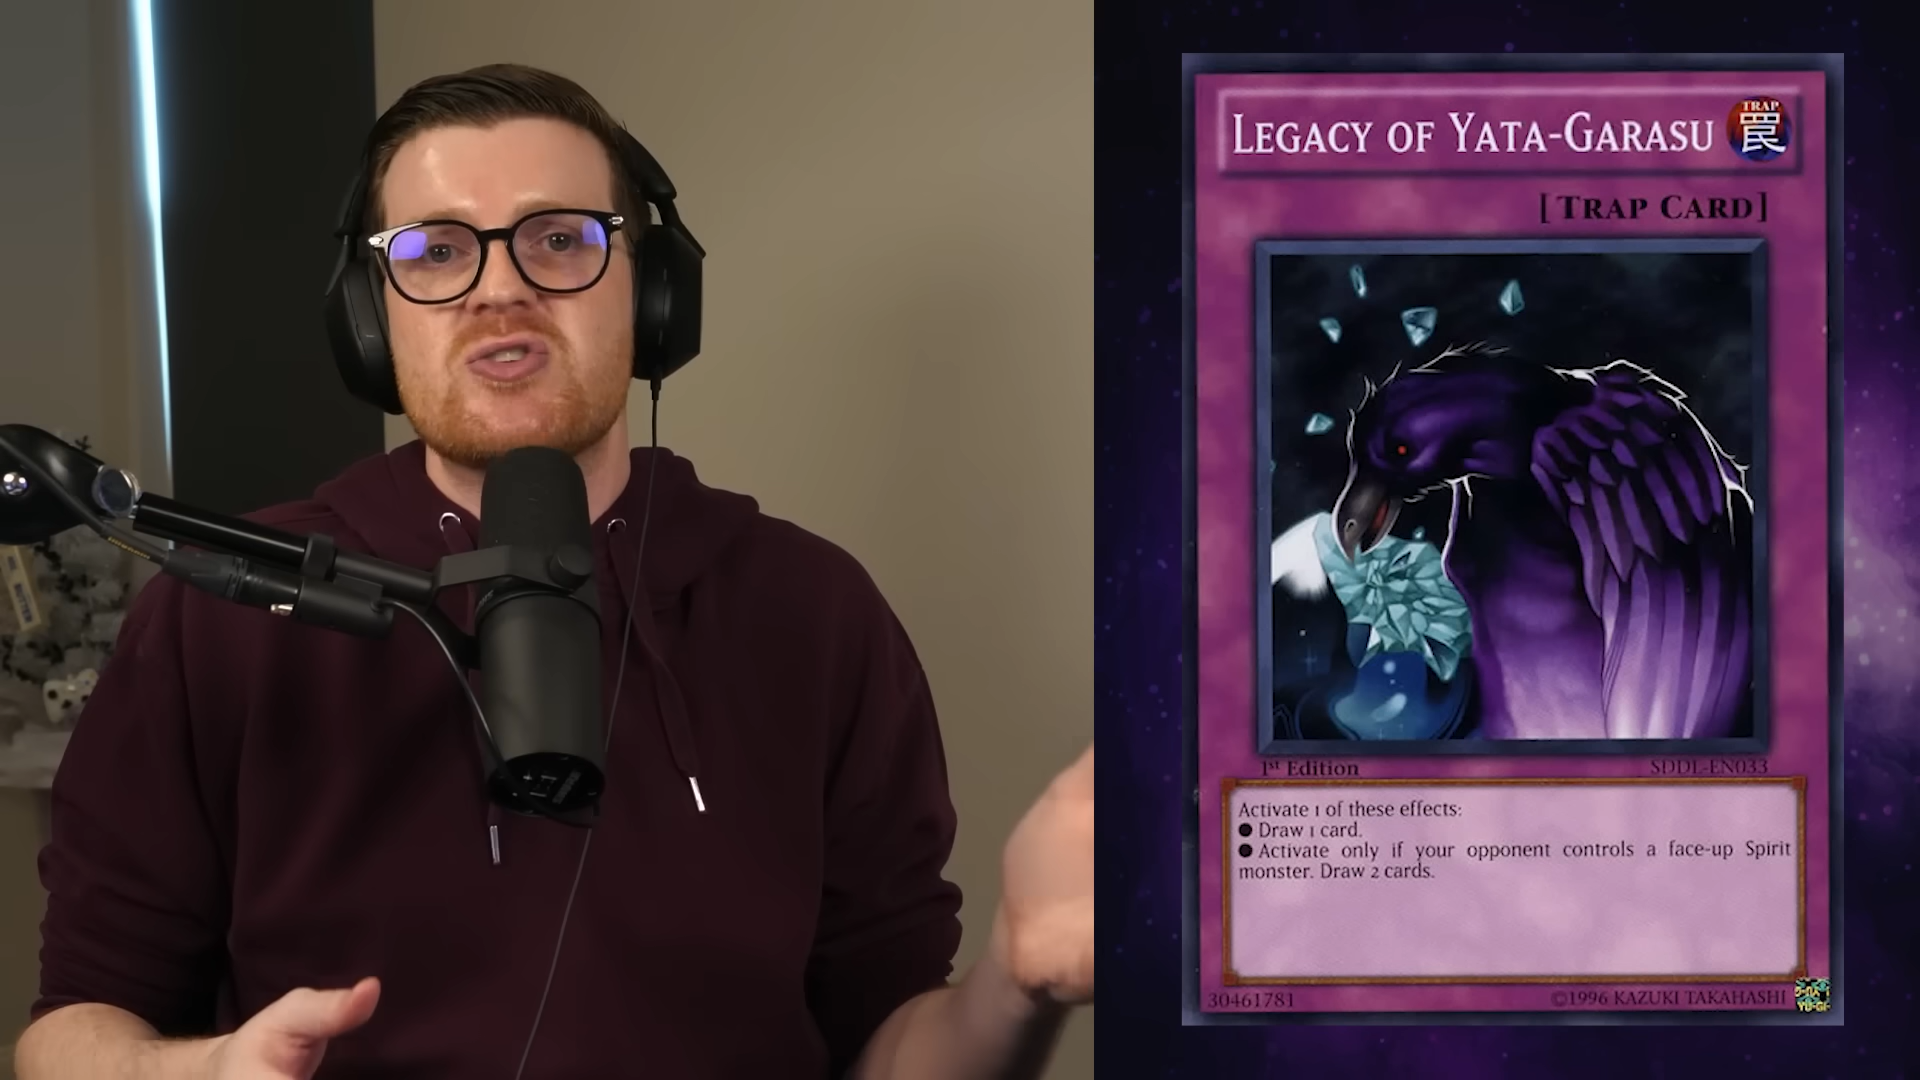 LEGACY OF YATA-GARASU
TRAP
罠
[TRAP CARD]
1st Edition
SDDL-EN033
Activate 1 of these effects:
● Draw 1 card.
● Activate only if your opponent controls a face-up Spirit
monster. Draw 2 cards.
30461781
©1996 KAZUKI TAKAHASHI